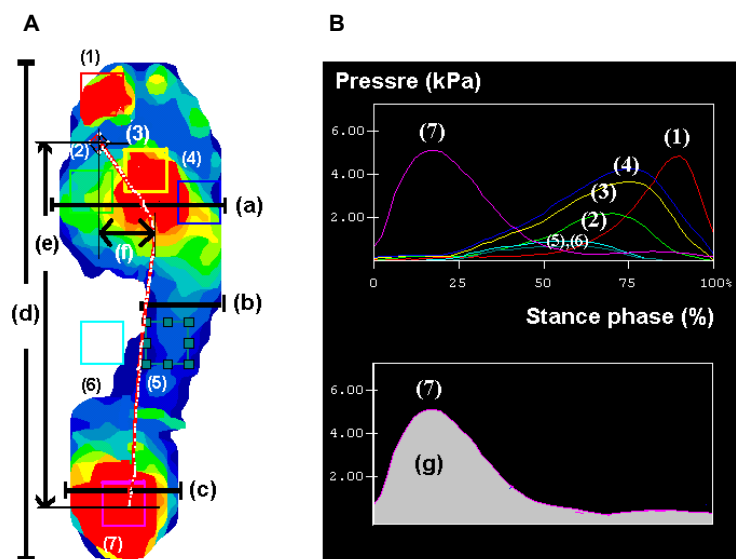 A
(1)
(2)
(3)
(4)
(a)
(e)
(f)
(b)
(d)
(6)
(5)
(c)
(7)
B
Pressre (kPa)
6.00
4.00
2.00
(7)
(1)
(4)
(3)
(2)
(5),(6)
0
25
50
75
100%
Stance phase (%)
6.00
4.00
2.00
(7)
(g)